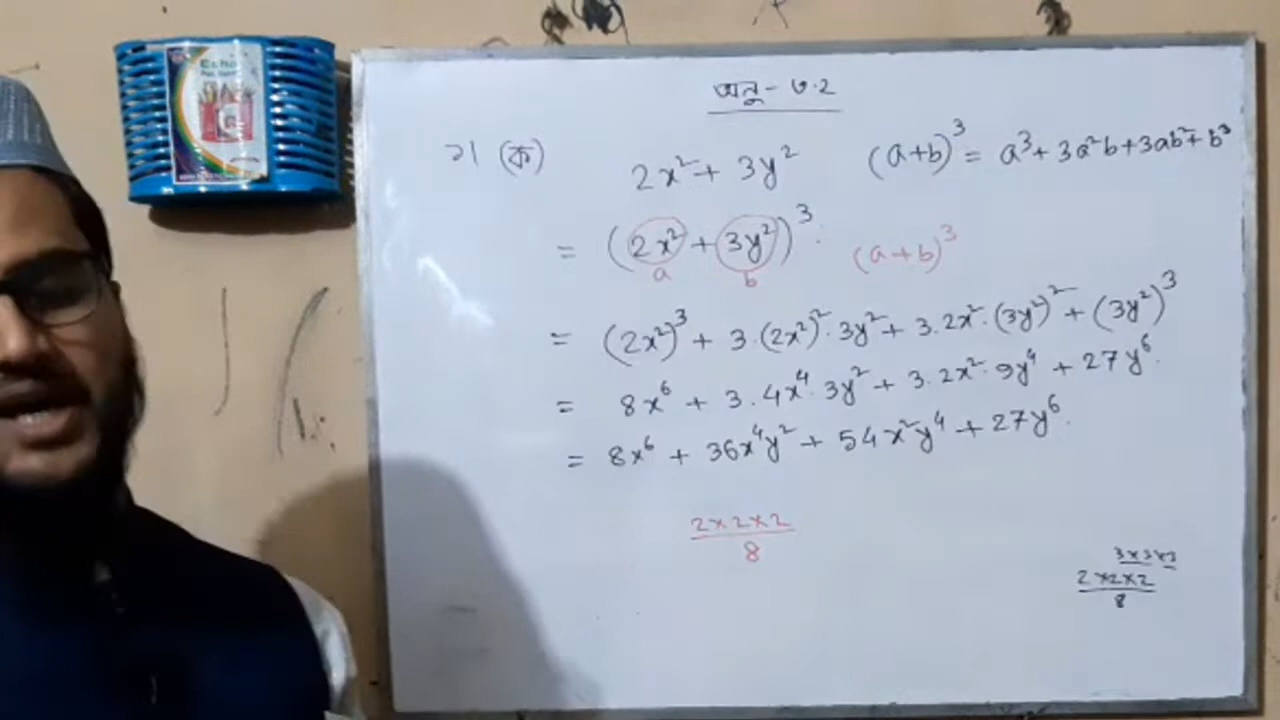 অনু - ৩.২
১। (ক) 2x² + 3y² (a+b)³ = a³ + 3a²b + 3ab² + b³
= (2x² + 3y²)³ (a+b)³
a b
= (2x²)³ + 3.(2x²)².3y² + 3.2x².(3y²)² + (3y²)³
= 8x⁶ + 3.4x⁴.3y² + 3.2x².9y⁴ + 27y⁶.
= 8x⁶ + 36x⁴y² + 54x²y⁴ + 27y⁶.
2×2×2
8
3×3×3
2×2×2
8